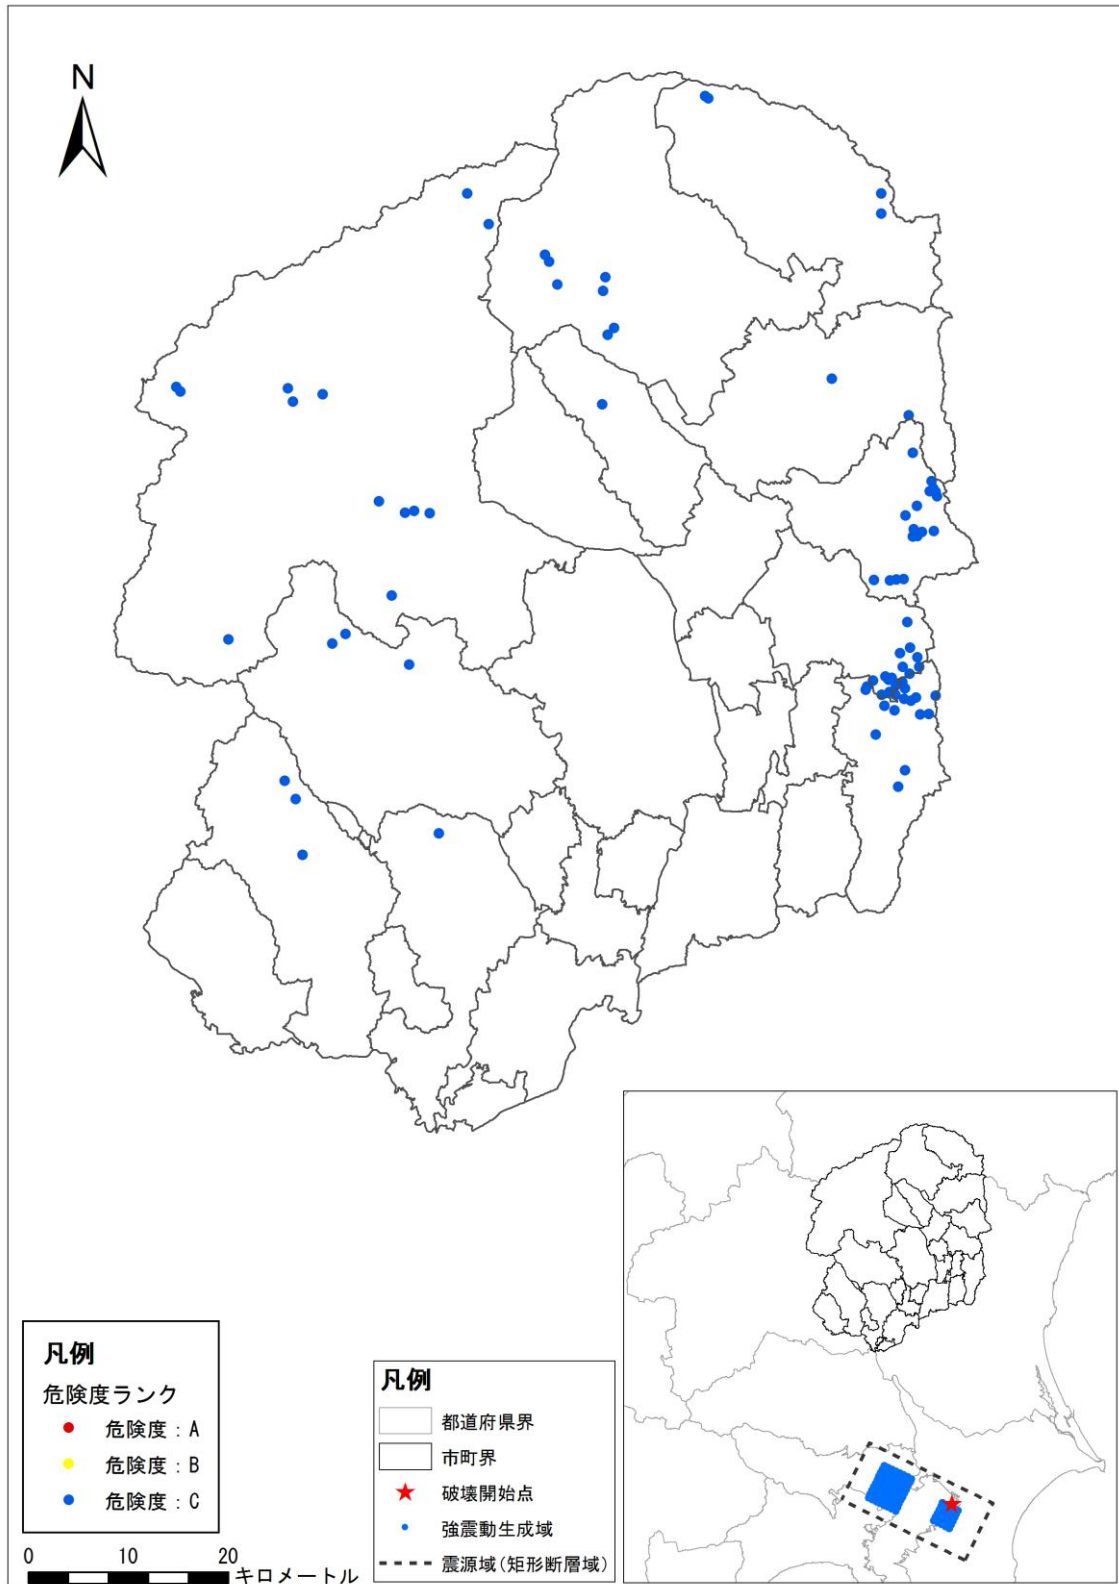 N
凡例
危険度ランク
危険度：A
危険度：B
危険度：C
0 10 20
キロメートル
凡例
都道府県界
市町界
破壊開始点
強震動生成域
震源域(矩形断層域)